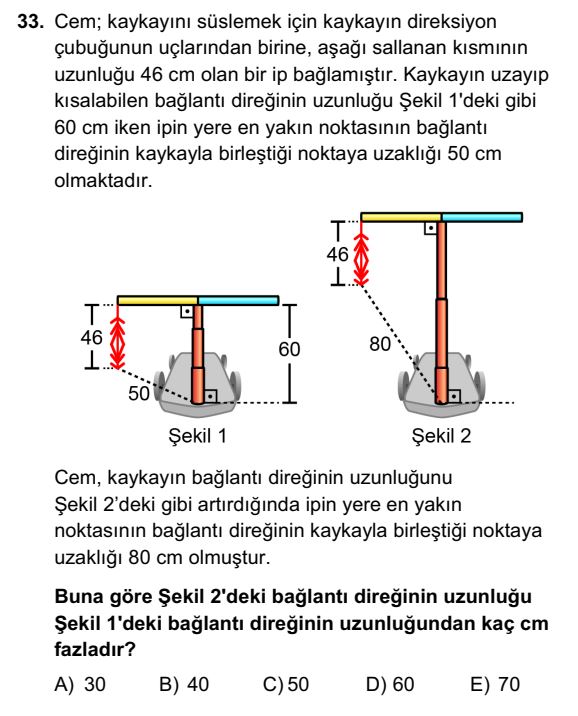 33. Cem; kaykayını süslemek için kaykayın direksiyon
çubuğunun uçlarından birine, aşağı sallanan kısmının
uzunluğu 46 cm olan bir ip bağlamıştır. Kaykayın uzayıp
kısalabilen bağlantı direğinin uzunluğu Şekil 1'deki gibi
60 cm iken ipin yere en yakın noktasının bağlantı
direğinin kaykayla birleştiği noktaya uzaklığı 50 cm
olmaktadır.
46
50
60
Şekil 1
46
80
Şekil 2
Cem, kaykayın bağlantı direğinin uzunluğunu
Şekil 2’deki gibi artırdığında ipin yere en yakın
noktasının bağlantı direğinin kaykayla birleştiği noktaya
uzaklığı 80 cm olmuştur.
Buna göre Şekil 2'deki bağlantı direğinin uzunluğu
Şekil 1'deki bağlantı direğinin uzunluğundan kaç cm
fazladır?
A) 30 B) 40 C) 50 D) 60 E) 70